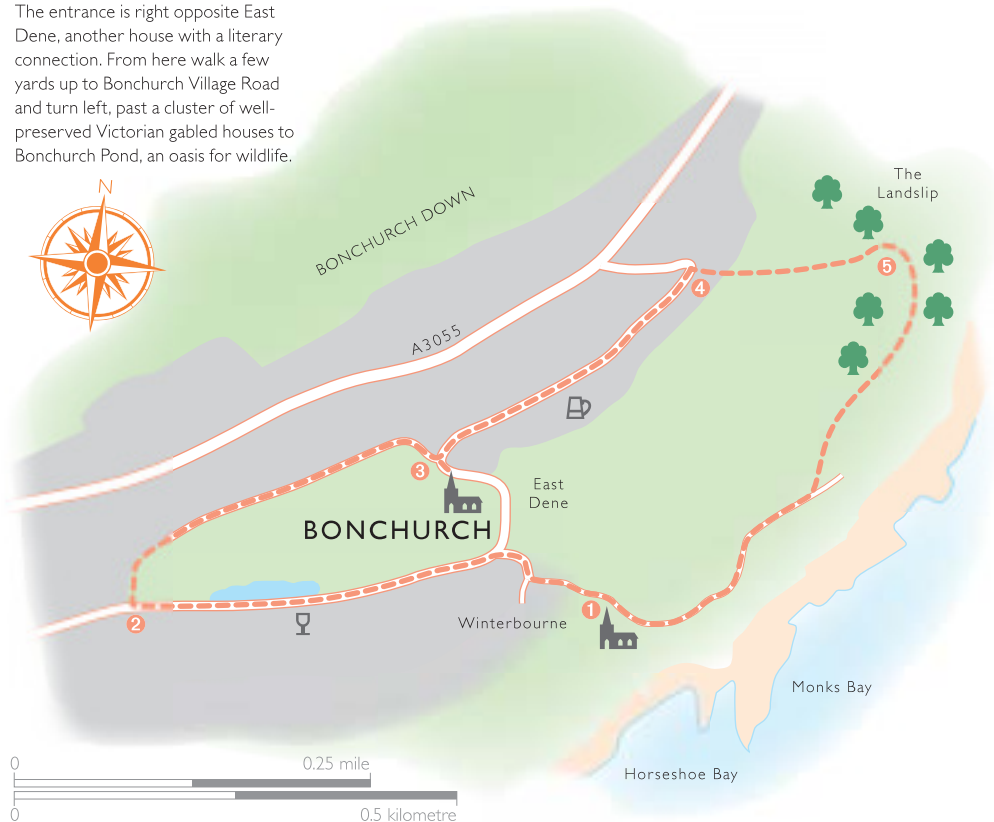 The entrance is right opposite East
Dene, another house with a literary
connection. From here walk a few
yards up to Bonchurch Village Road
and turn left, past a cluster of well-
preserved Victorian gabled houses to
Bonchurch Pond, an oasis for wildlife.
N
The
Landslip
BONCHURCH DOWN
5
4
A3055
3
East
Dene
BONCHURCH
1
2
Winterbourne
Monks Bay
Horseshoe Bay
0
0.25 mile
0
0.5 kilometre